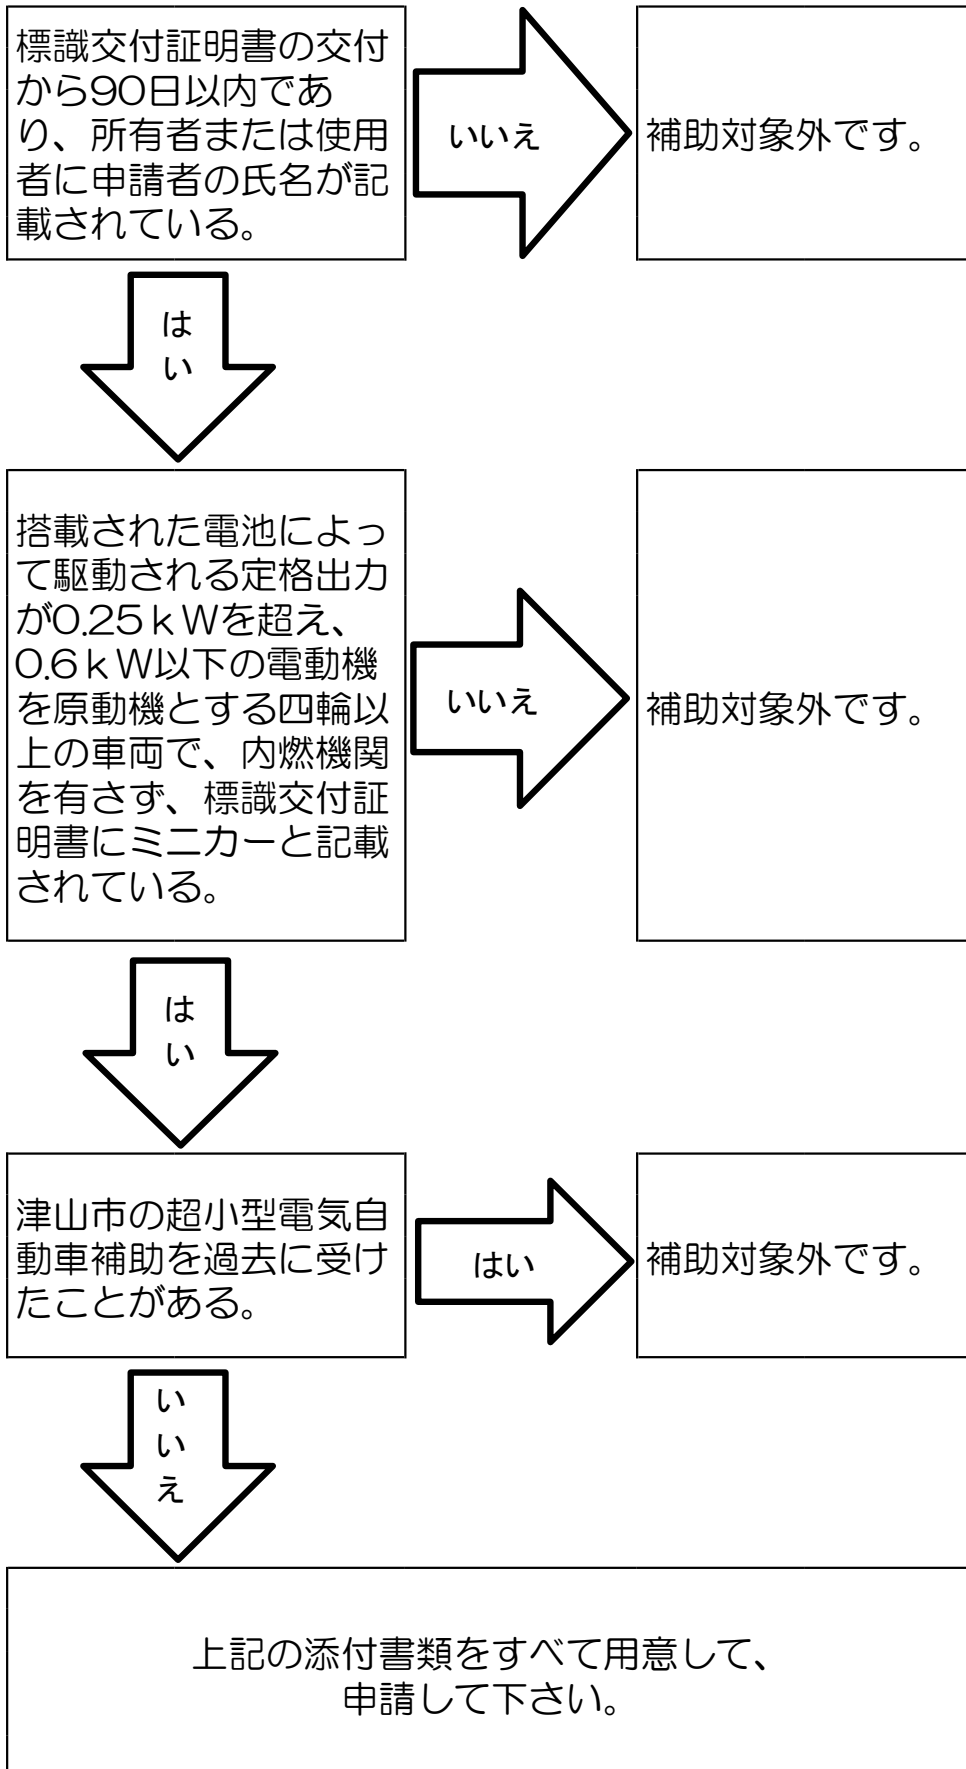 標識交付証明書の交付
から90日以内であ
り、所有者または使用
者に申請者の氏名が記
載されている。
いいえ
補助対象外です。
はい
搭載された電池によっ
て駆動される定格出力
が0.25ｋWを超え、
0.6ｋW以下の電動機
を原動機とする四輪以
上の車両で、内燃機関
を有さず、標識交付証
明書にミニカーと記載
されている。
いいえ
補助対象外です。
はい
津山市の超小型電気自
動車補助を過去に受け
たことがある。
はい
補助対象外です。
いいえ
上記の添付書類をすべて用意して、
申請して下さい。